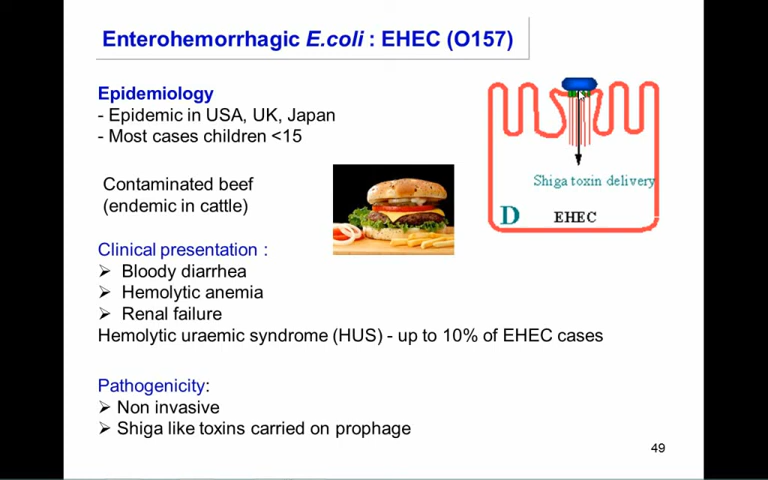 Enterohemorrhagic E.coli : EHEC (O157)
Epidemiology
- Epidemic in USA, UK, Japan
- Most cases children <15
Contaminated beef
(endemic in cattle)
Shiga toxin delivery
D EHEC
Clinical presentation :
➢ Bloody diarrhea
➢ Hemolytic anemia
➢ Renal failure
Hemolytic uraemic syndrome (HUS) - up to 10% of EHEC cases
Pathogenicity:
➢ Non invasive
➢ Shiga like toxins carried on prophage
49